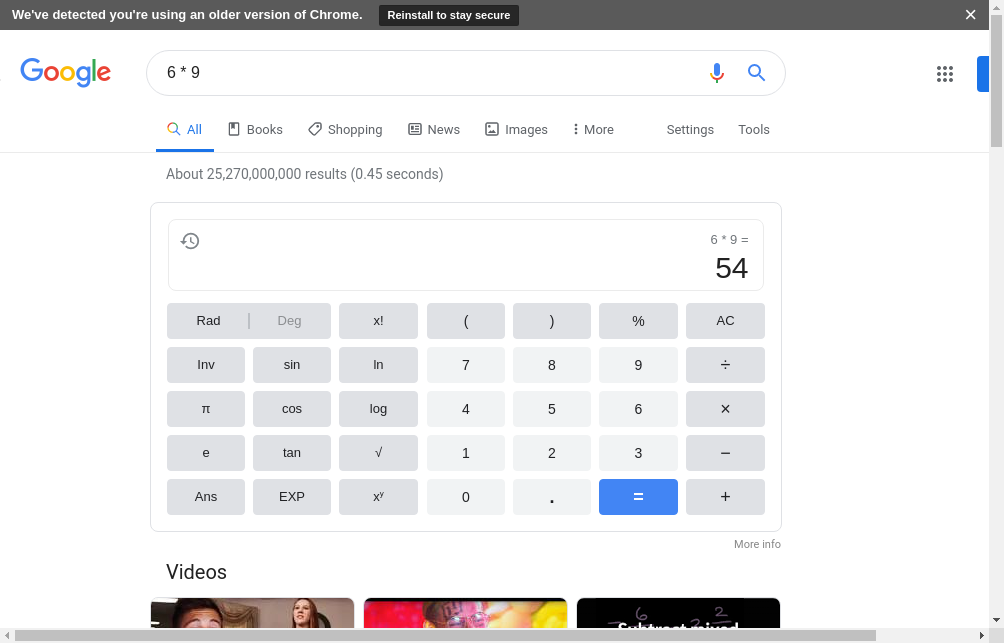 We've detected you're using an older version of Chrome. Reinstall to stay secure
Google 6 * 9
All Books Shopping News Images More Settings Tools
About 25,270,000,000 results (0.45 seconds)
6 * 9 =
54
Rad Deg x! ( ) % AC
Inv sin ln 7 8 9 ÷
π cos log 4 5 6 ×
e tan √ 1 2 3 −
Ans EXP xʸ 0 . = +
More info
Videos
6 2
Subtract mixed